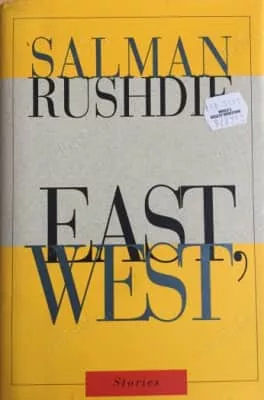 SALMAN
RUSHDIE
EAST,
WEST
Stories